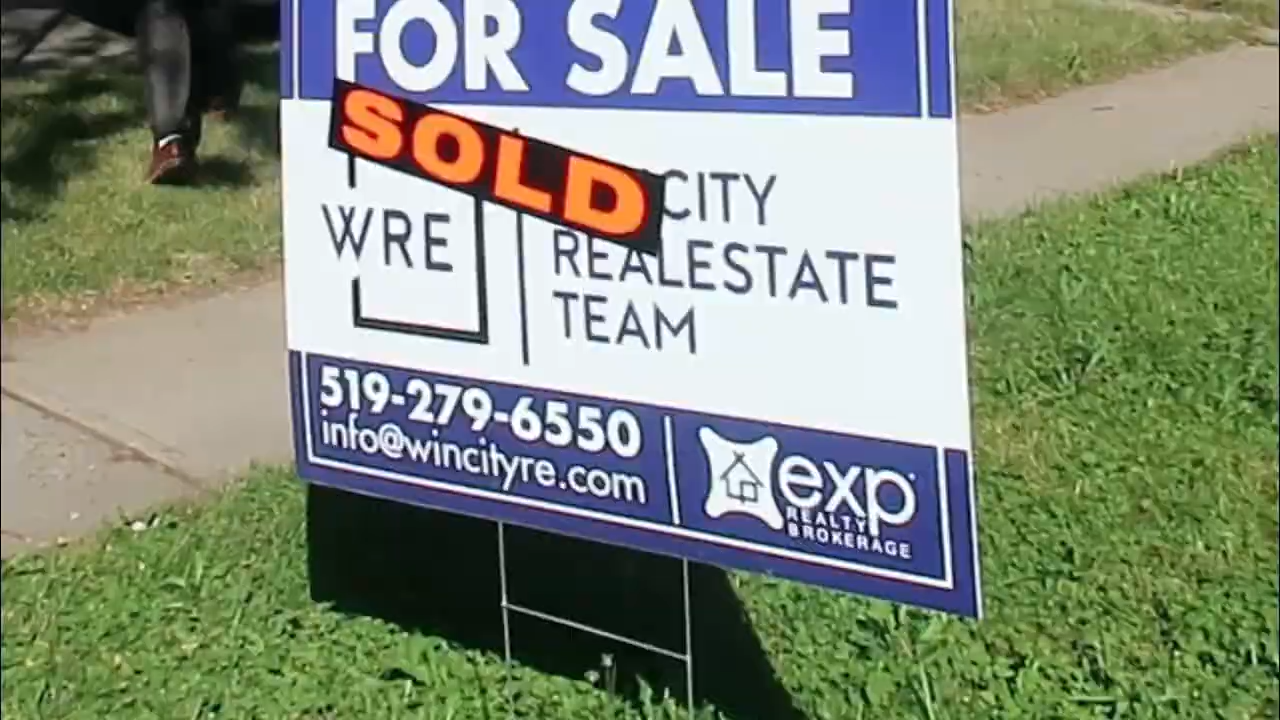 FOR SALE
SOLD
WRE
CITY
REALESTATE
TEAM
519-279-6550
info@wincityre.com
exp
REALTY
BROKERAGE